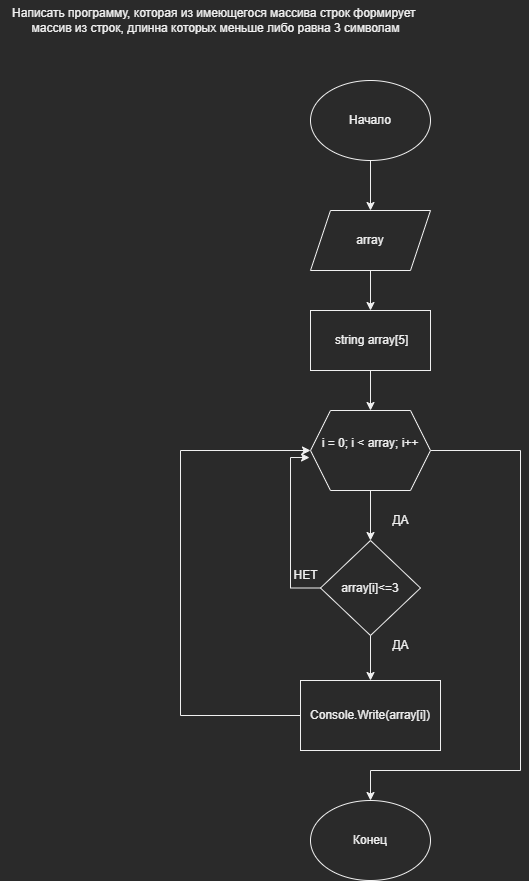 Написать программу, которая из имеющегося массива строк формирует
массив из строк, длинна которых меньше либо равна 3 символам
Начало
array
string array[5]
i = 0; i < array; i++
ДА
НЕТ
array[i]<=3
ДА
Console.Write(array[i])
Конец